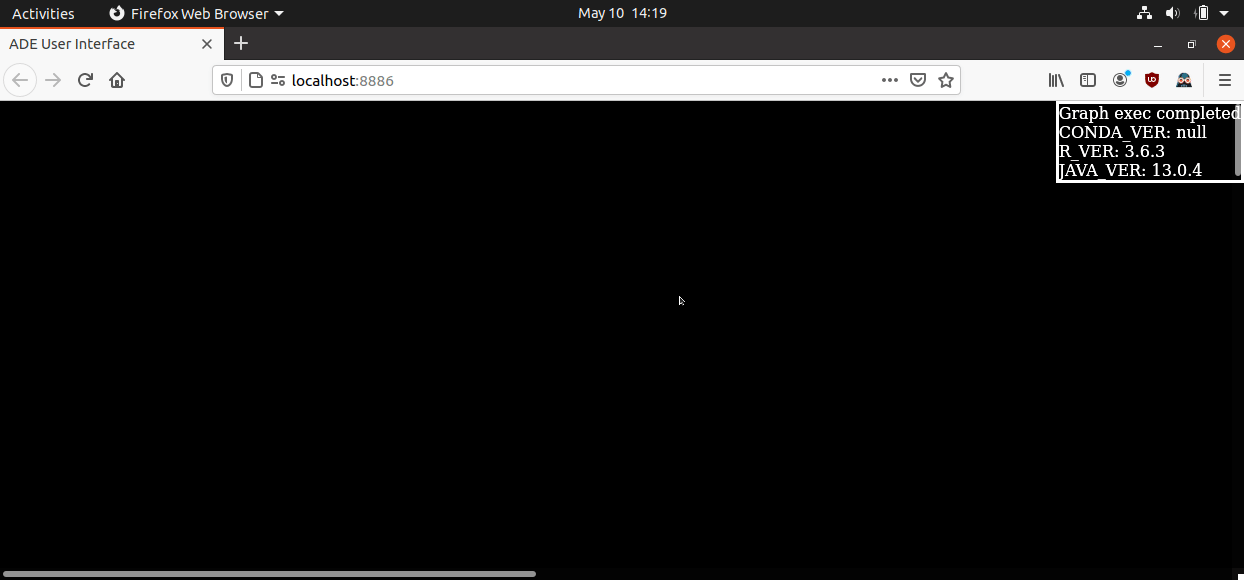 Activities
Firefox Web Browser
May 10 14:19
ADE User Interface
localhost:8886
Graph exec completed
CONDA_VER: null
R_VER: 3.6.3
JAVA_VER: 13.0.4